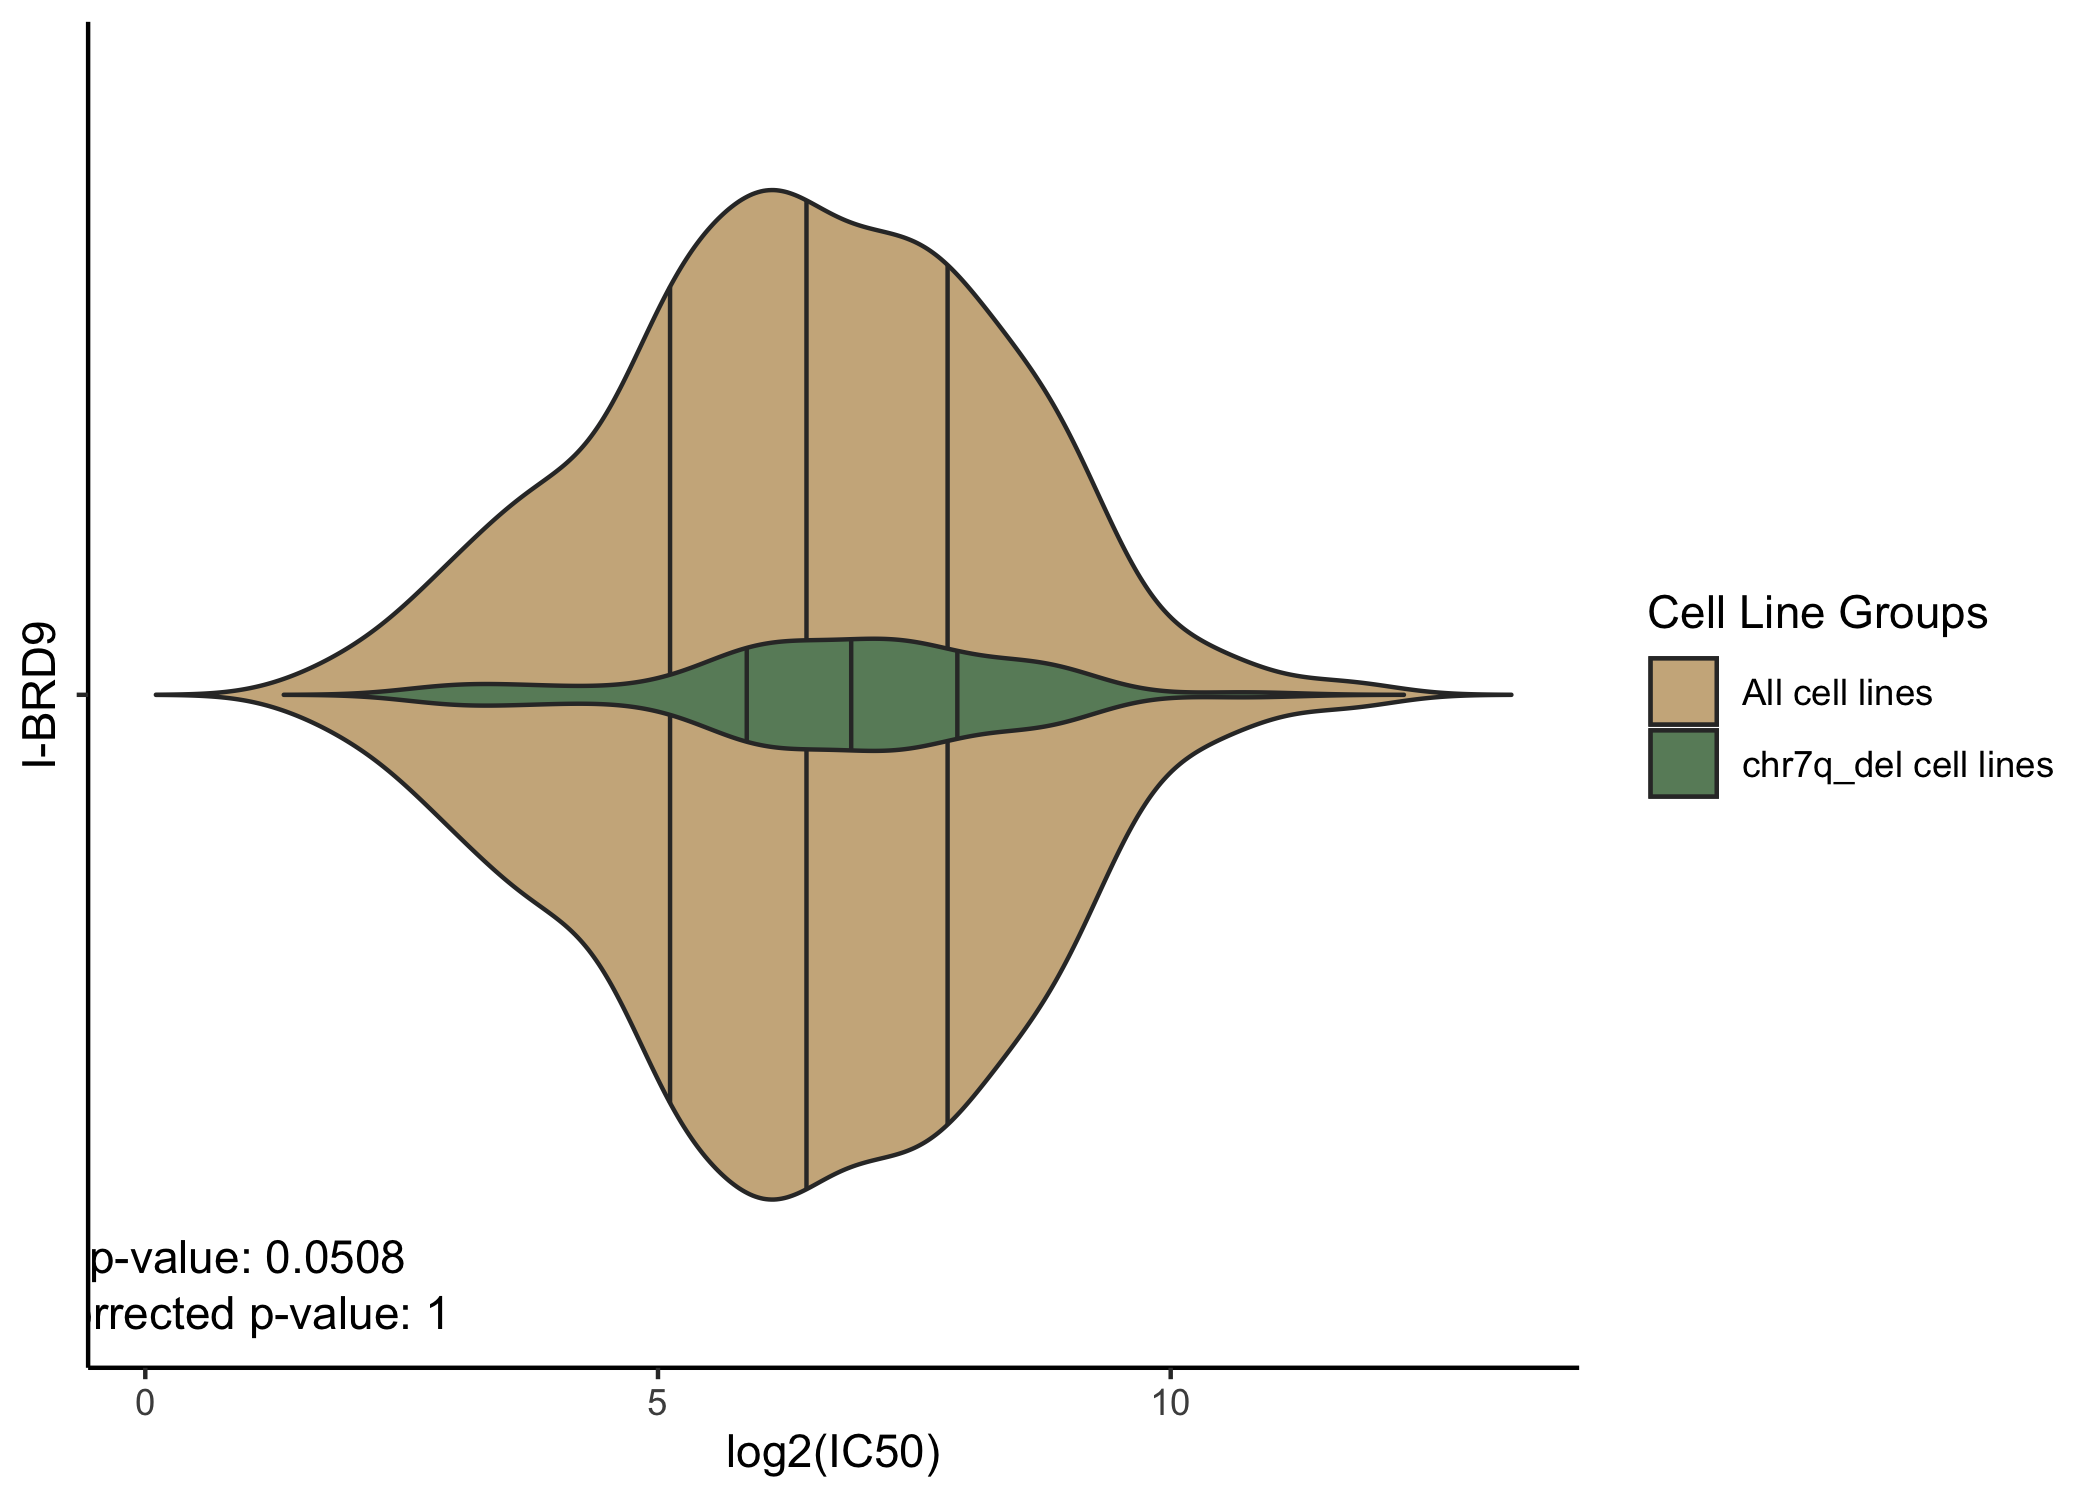 I-BRD9
p-value: 0.0508
rrected p-value: 1
0 5 10
log2(IC50)
Cell Line Groups
All cell lines
chr7q_del cell lines